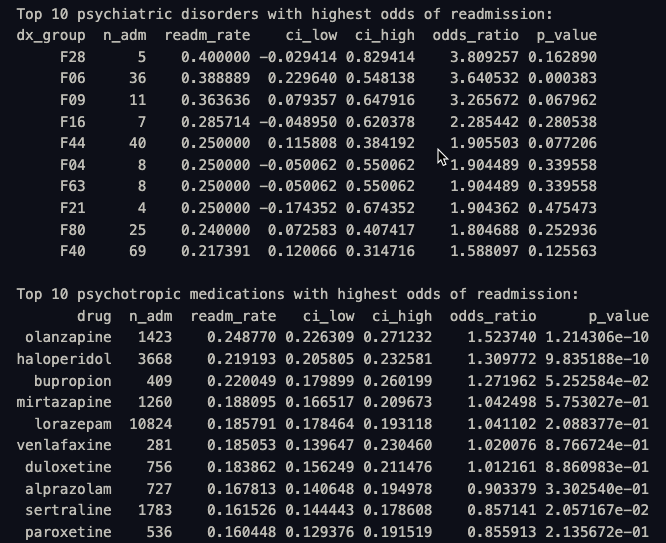 Top 10 psychiatric disorders with highest odds of readmission:
dx_group n_adm readm_rate ci_low ci_high odds_ratio p_value
F28 5 0.400000 −0.029414 0.829414 3.809257 0.162890
F06 36 0.388889 0.229640 0.548138 3.640532 0.000383
F09 11 0.363636 0.079357 0.647916 3.265672 0.067962
F16 7 0.285714 −0.048950 0.620378 2.285442 0.280538
F44 40 0.250000 0.115808 0.384192 1.905503 0.077206
F04 8 0.250000 −0.050062 0.550062 1.904489 0.339558
F63 8 0.250000 −0.050062 0.550062 1.904489 0.339558
F21 4 0.250000 −0.174352 0.674352 1.904362 0.475473
F80 25 0.240000 0.072583 0.407417 1.804688 0.252936
F40 69 0.217391 0.120066 0.314716 1.588097 0.125563
Top 10 psychotropic medications with highest odds of readmission:
drug n_adm readm_rate ci_low ci_high odds_ratio p_value
olanzapine 1423 0.248770 0.226309 0.271232 1.523740 1.214306e-10
haloperidol 3668 0.219193 0.205805 0.232581 1.309772 9.835188e-10
bupropion 409 0.220049 0.179899 0.260199 1.271962 5.252584e-02
mirtazapine 1260 0.188095 0.166517 0.209673 1.042498 5.753027e-01
lorazepam 10824 0.185791 0.178464 0.193118 1.041102 2.088377e-01
venlafaxine 281 0.185053 0.139647 0.230460 1.020076 8.766724e-01
duloxetine 756 0.183862 0.156249 0.211476 1.012161 8.860983e-01
alprazolam 727 0.167813 0.140648 0.194978 0.903379 3.302540e-01
sertraline 1783 0.161526 0.144443 0.178608 0.857141 2.057167e-02
paroxetine 536 0.160448 0.129376 0.191519 0.855913 2.135672e-01